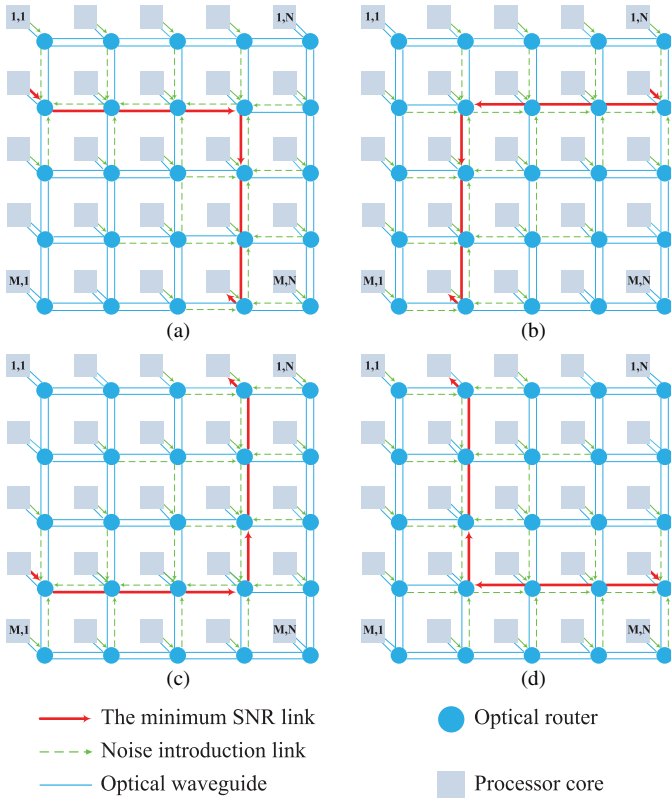 1,1
1,N
1,1
1,N
M,1
M,N
M,1
M,N
(a)
(b)
1,1
1,N
1,1
1,N
M,1
M,N
M,1
M,N
(c)
(d)
The minimum SNR link
Optical router
Noise introduction link
Optical waveguide
Processor core